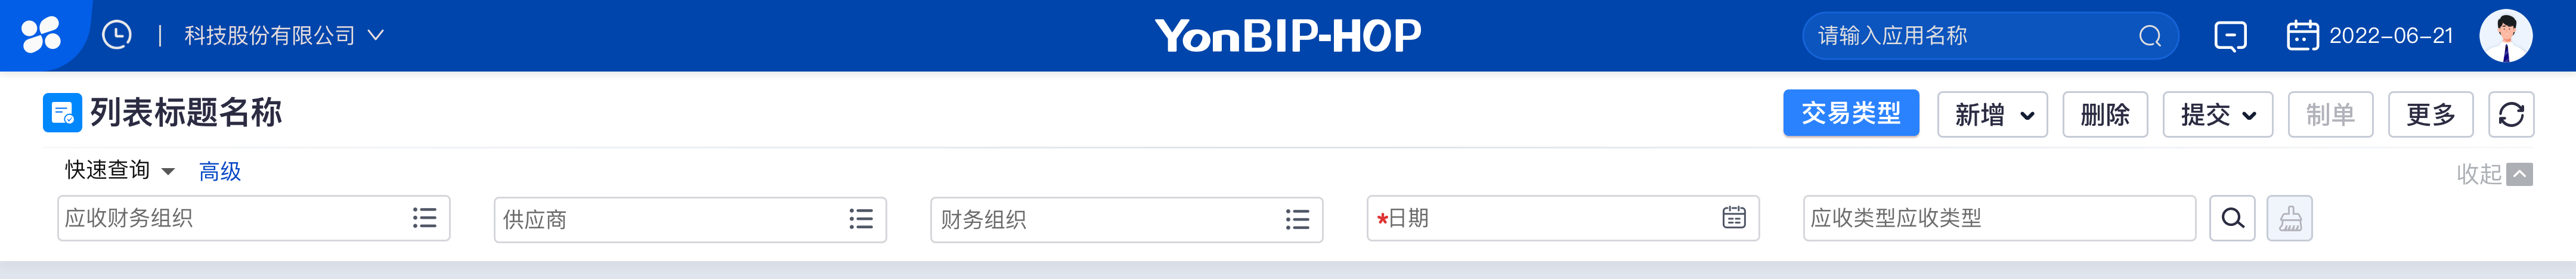 科技股份有限公司
YonBIP-HOP
请输入应用名称
2022-06-21
列表标题名称
交易类型 新增 删除 提交 制单 更多
快速查询 高级 收起
应收财务组织 供应商 财务组织 *日期 应收类型应收类型